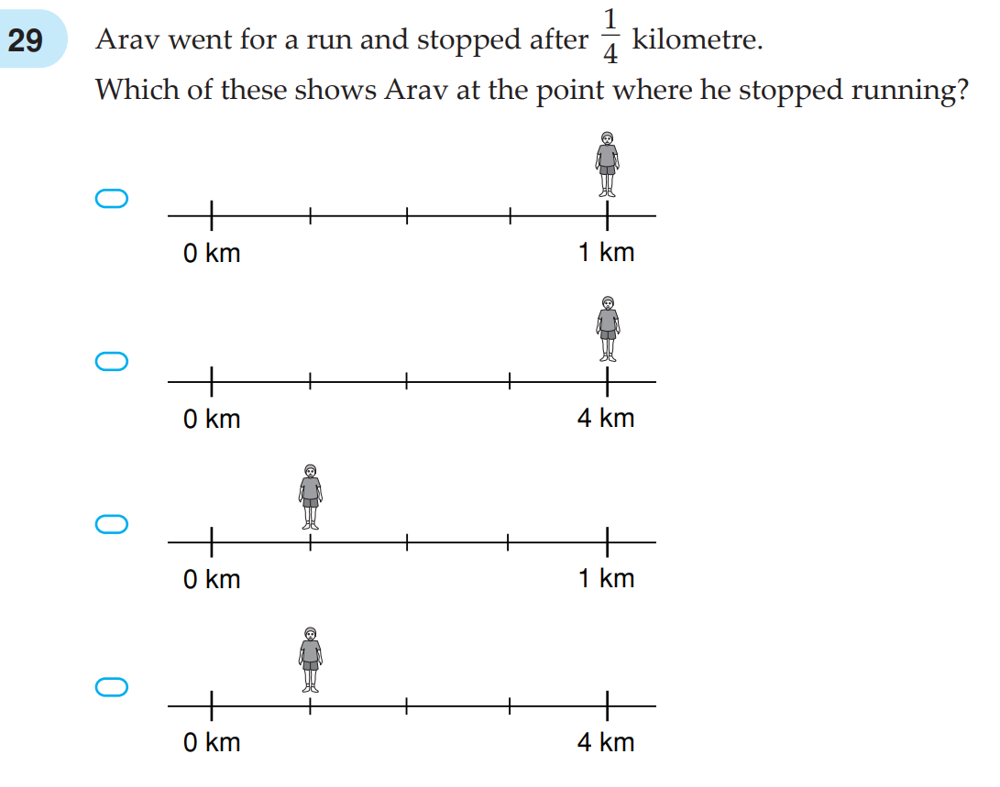 29 Arav went for a run and stopped after 1/4 kilometre.
Which of these shows Arav at the point where he stopped running?
0 km 1 km
0 km 4 km
0 km 1 km
0 km 4 km